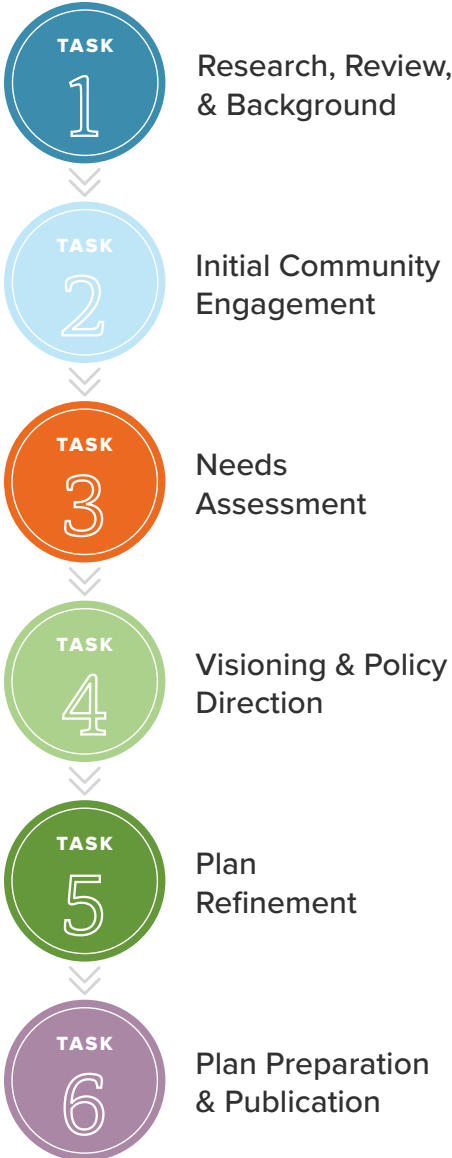 TASK
1
Research, Review,
& Background
TASK
2
Initial Community
Engagement
TASK
3
Needs
Assessment
TASK
4
Visioning & Policy
Direction
TASK
5
Plan
Refinement
TASK
6
Plan Preparation
& Publication